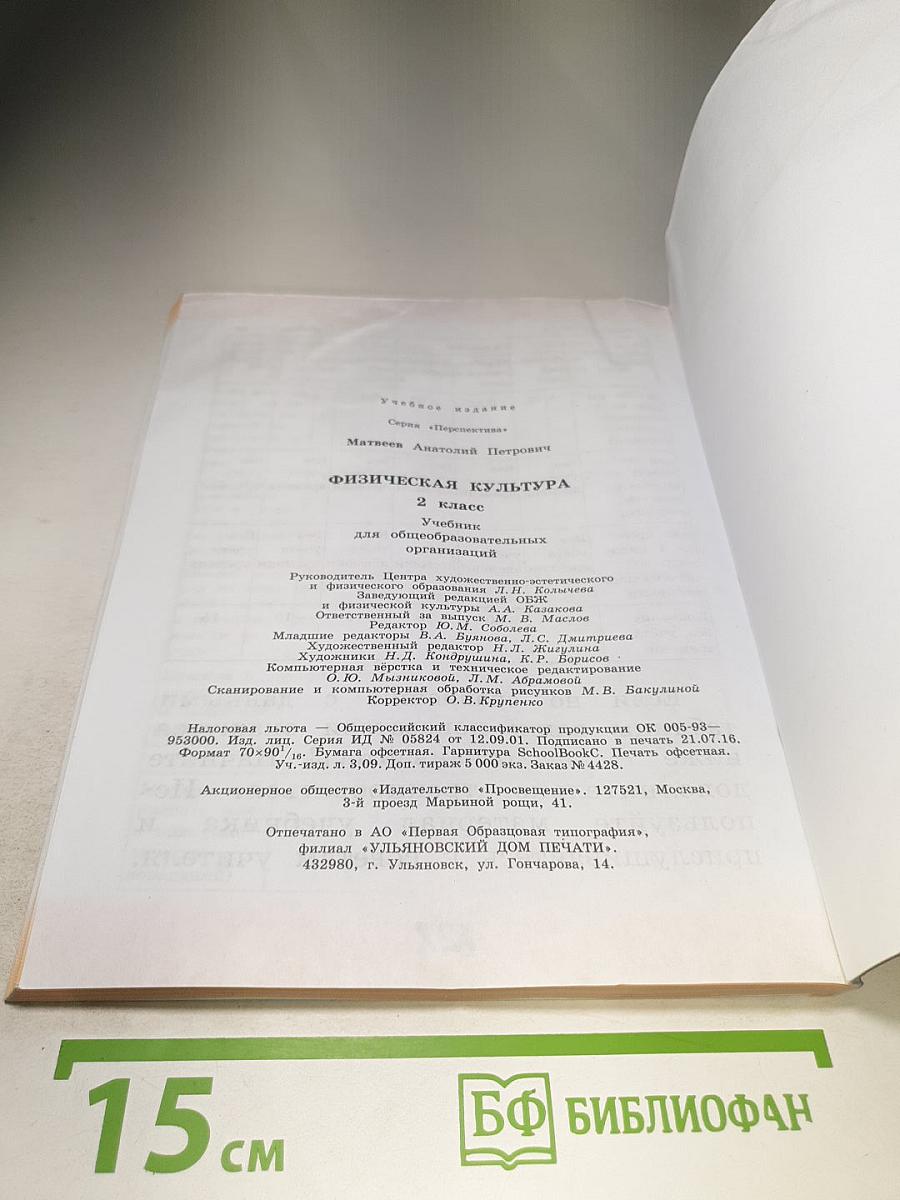 Учебное издание
Серия «Перспектива»
Матвеев Анатолий Петрович
ФИЗИЧЕСКАЯ КУЛЬТУРА
2 класс
Учебник
для общеобразовательных
организаций
Руководитель Центра художественно-эстетического
и физического образования Л. Н. Колычева
Заведующий редакцией ОБЖ
и физической культуры А. А. Казакова
Ответственный за выпуск М. В. Маслов
Редактор Ю. М. Соболева
Младшие редакторы В. А. Буянова, Л. С. Дмитриева
Художественный редактор Н. Л. Жигулина
Художники Н. Д. Кондрушина, К. Р. Борисов
Компьютерная вёрстка и техническое редактирование
О. Ю. Мызниковой, Л. М. Абрамовой
Сканирование и компьютерная обработка рисунков М. В. Бакулиной
Корректор О. В. Крупенко
Налоговая льгота — Общероссийский классификатор продукции ОК 005-93—
953000. Изд. лиц. Серия ИД № 05824 от 12.09.01. Подписано в печать 21.07.16.
Формат 70×90 1/16. Бумага офсетная. Гарнитура SchoolBookC. Печать офсетная.
Уч.-изд. л. 3,09. Доп. тираж 5 000 экз. Заказ № 4428.
Акционерное общество «Издательство «Просвещение». 127521, Москва,
3-й проезд Марьиной рощи, 41.
Отпечатано в АО «Первая Образцовая типография»,
филиал «УЛЬЯНОВСКИЙ ДОМ ПЕЧАТИ».
432980, г. Ульяновск, ул. Гончарова, 14.
15 см
БФ БИБЛИОФАН